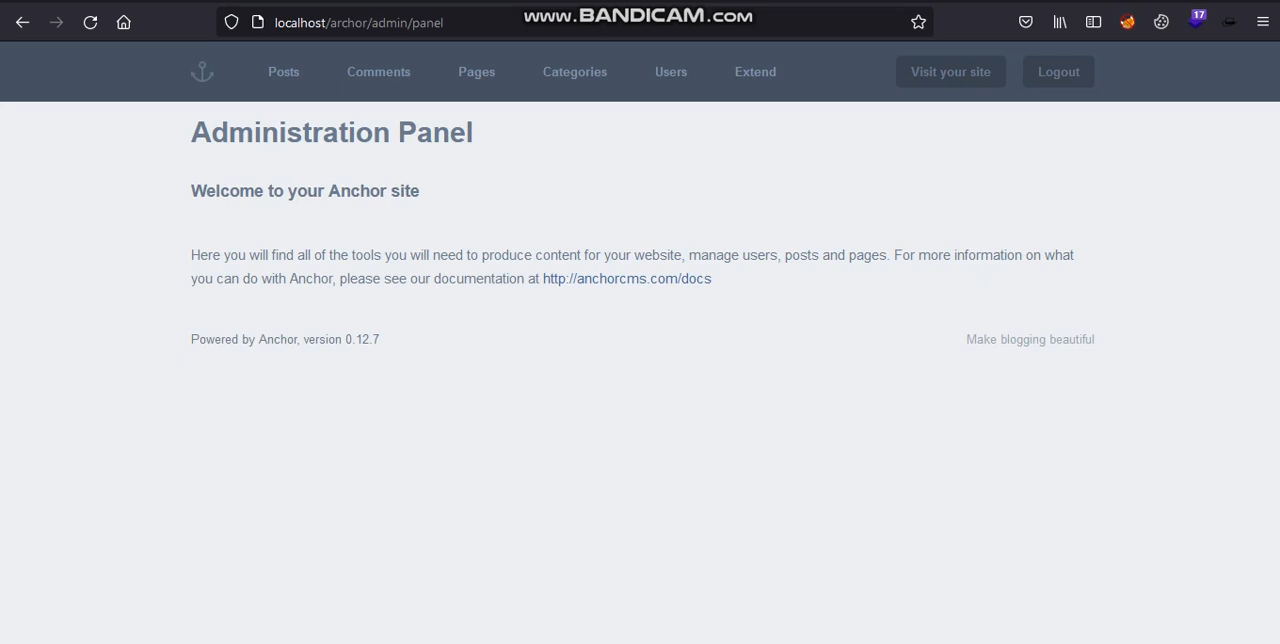 localhost/archor/admin/panel
www.BANDICAM.com
17
Posts
Comments
Pages
Categories
Users
Extend
Visit your site
Logout
Administration Panel
Welcome to your Anchor site
Here you will find all of the tools you will need to produce content for your website, manage users, posts and pages. For more information on what
you can do with Anchor, please see our documentation at http://anchorcms.com/docs
Powered by Anchor, version 0.12.7
Make blogging beautiful